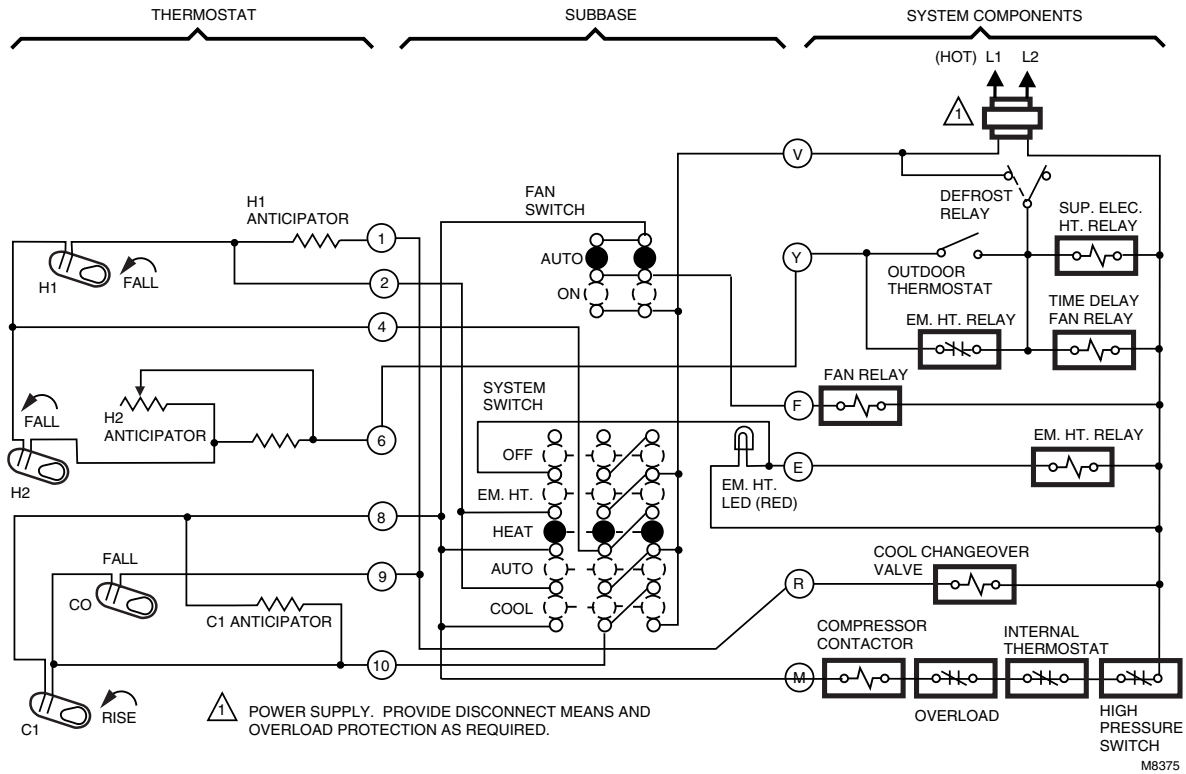 THERMOSTAT
SUBBASE
SYSTEM COMPONENTS
(HOT) L1 L2
1
V
DEFROST
RELAY
SUP. ELEC.
HT. RELAY
FAN
SWITCH
H1
ANTICIPATOR
1
AUTO
Y
H1
FALL
2
ON
OUTDOOR
THERMOSTAT
TIME DELAY
FAN RELAY
4
EM. HT. RELAY
FAN RELAY
SYSTEM
SWITCH
F
FALL
H2
ANTICIPATOR
6
EM. HT. RELAY
OFF
E
H2
EM. HT.
EM. HT.
LED (RED)
8
HEAT
FALL
COOL CHANGEOVER
VALVE
AUTO
9
R
CO
COOL
C1 ANTICIPATOR
COMPRESSOR
CONTACTOR
INTERNAL
THERMOSTAT
10
M
C1
RISE
1
POWER SUPPLY. PROVIDE DISCONNECT MEANS AND
OVERLOAD PROTECTION AS REQUIRED.
OVERLOAD
HIGH
PRESSURE
SWITCH
M8375